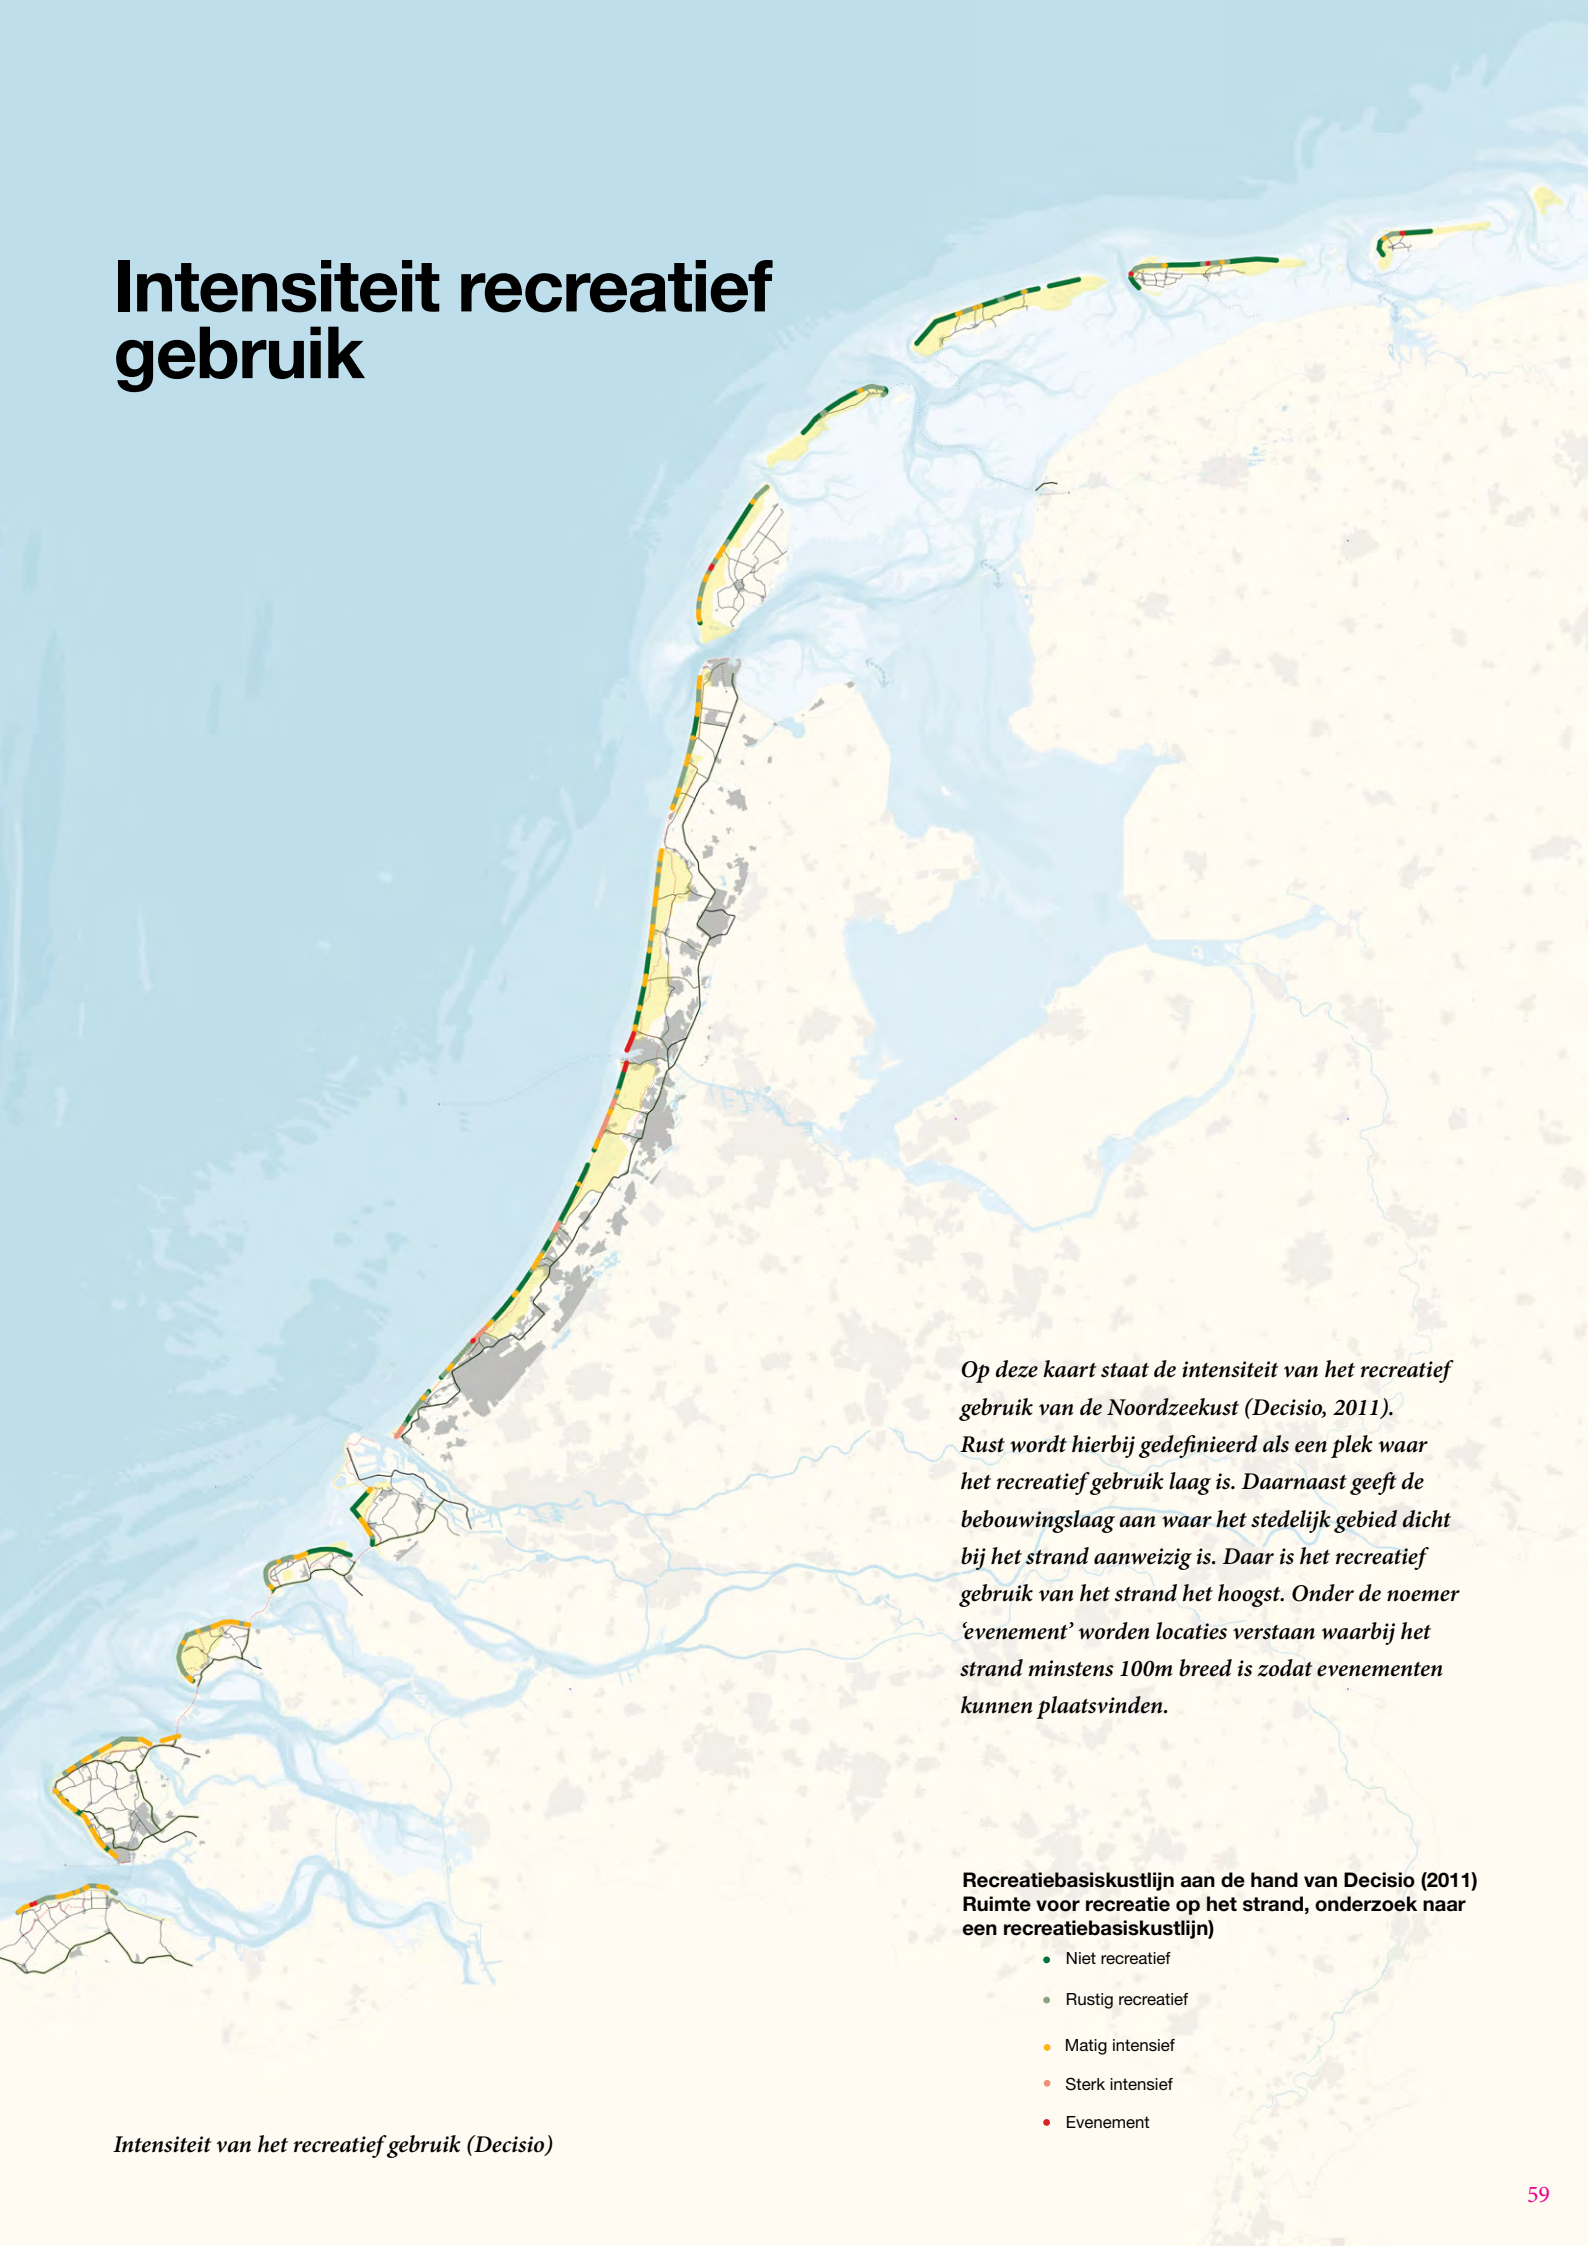 Intensiteit recreatief
gebruik
Op deze kaart staat de intensiteit van het recreatief
gebruik van de Noordzeekust (Decisio, 2011).
Rust wordt hierbij gedefinieerd als een plek waar
het recreatief gebruik laag is. Daarnaast geeft de
bebouwingslaag aan waar het stedelijk gebied dicht
bij het strand aanweizig is. Daar is het recreatief
gebruik van het strand het hoogst. Onder de noemer
‘evenement’ worden locaties verstaan waarbij het
strand minstens 100m breed is zodat evenementen
kunnen plaatsvinden.
Recreatiebasiskustlijn aan de hand van Decisio (2011)
Ruimte voor recreatie op het strand, onderzoek naar
een recreatiebasiskustlijn)
Niet recreatief
Rustig recreatief
Matig intensief
Sterk intensief
Evenement
Intensiteit van het recreatief gebruik (Decisio)
59